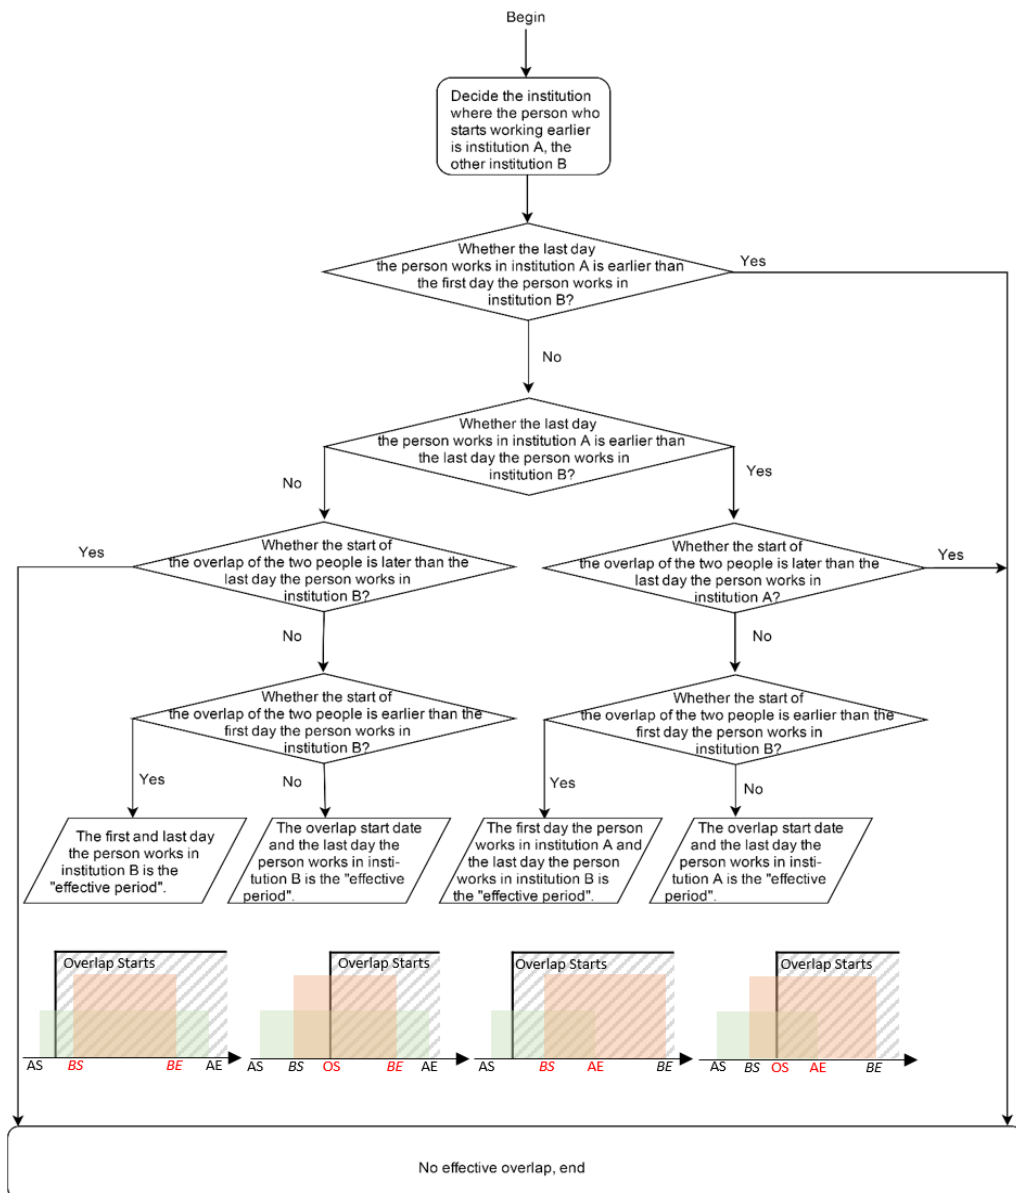 Begin
Decide the institution
where the person who
starts working earlier
is institution A, the
other institution B
Whether the last day
the person works in institution A is earlier than
the first day the person works in
institution B?
Yes
No
Whether the last day
the person works in institution A is earlier than
the last day the person works in
institution B?
No
Yes
Yes
Whether the start of
the overlap of the two people is later than the
last day the person works in
institution B?
Whether the start of
the overlap of the two people is later than the
last day the person works in
institution A?
Yes
No
No
Whether the start of
the overlap of the two people is earlier than the
first day the person works in
institution B?
Whether the start of
the overlap of the two people is earlier than the
first day the person works in
institution B?
Yes
No
Yes
No
The first and last day
the person works in
institution B is the
"effective period".
The overlap start date
and the last day the
person works in insti-
tution B is the "effective
period".
The first day the person
works in institution A and
the last day the person
works in institution B is
the "effective period".
The overlap start date
and the last day the
person works in insti-
tution A is the "effective
period".
Overlap Starts
AS BS BE AE
Overlap Starts
AS BS OS BE AE
Overlap Starts
AS BS AE BE
Overlap Starts
AS BS OS AE BE
No effective overlap, end